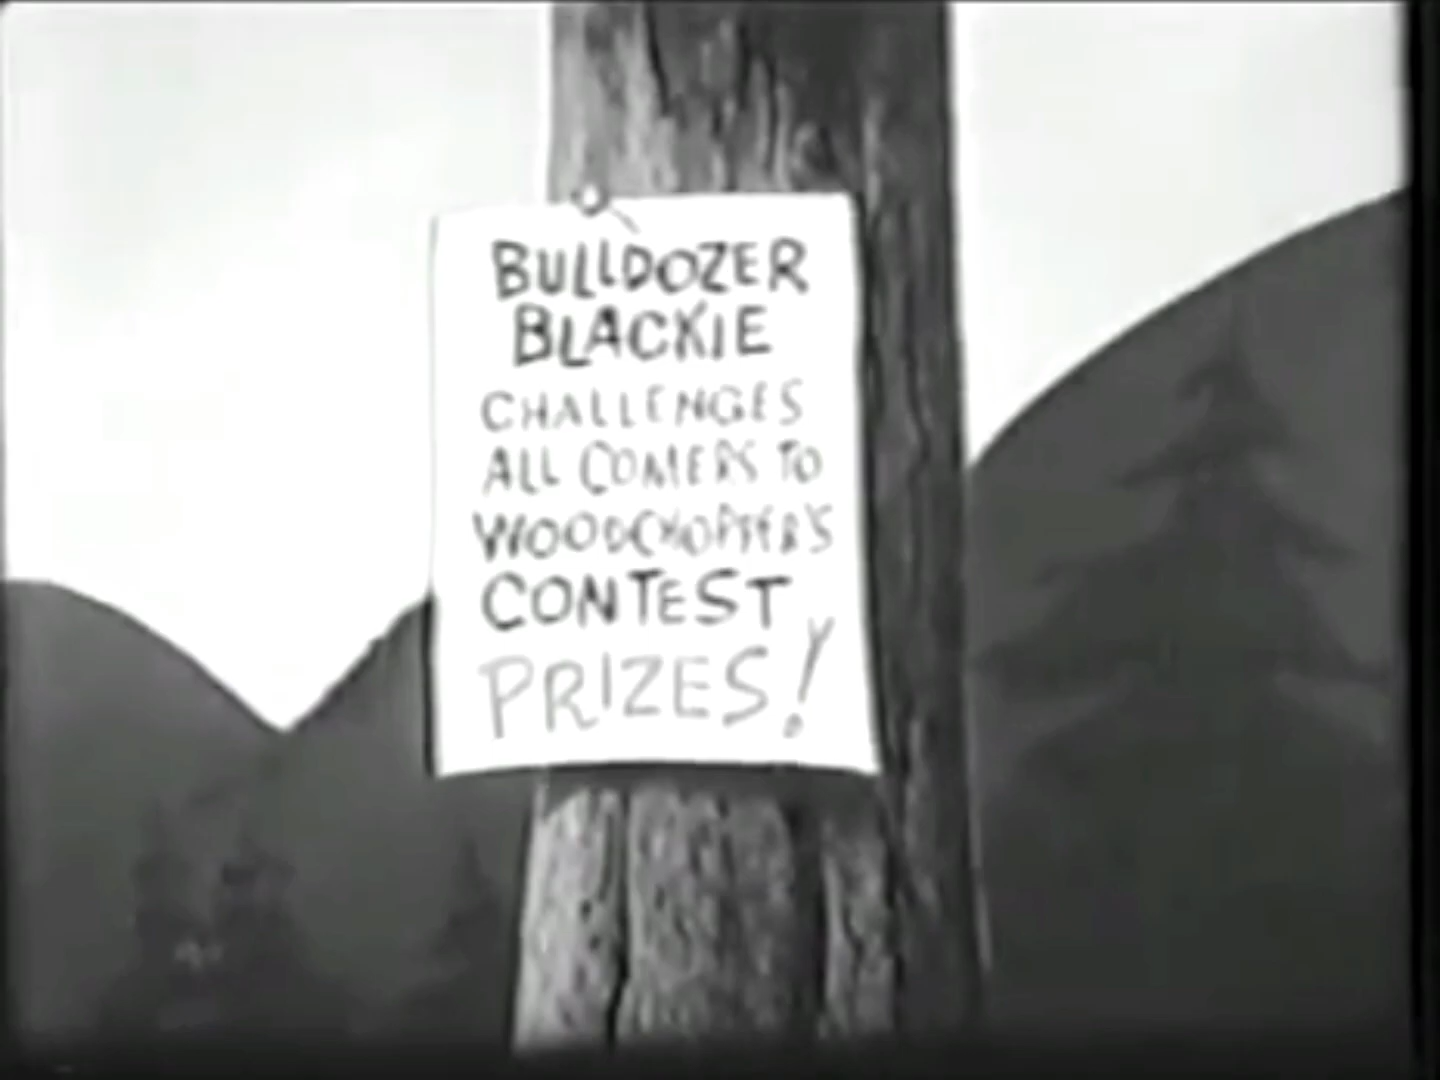 BULLDOZER
BLACKIE
CHALLENGES
ALL COMERS TO
WOODCHOPPER'S
CONTEST
PRIZES!